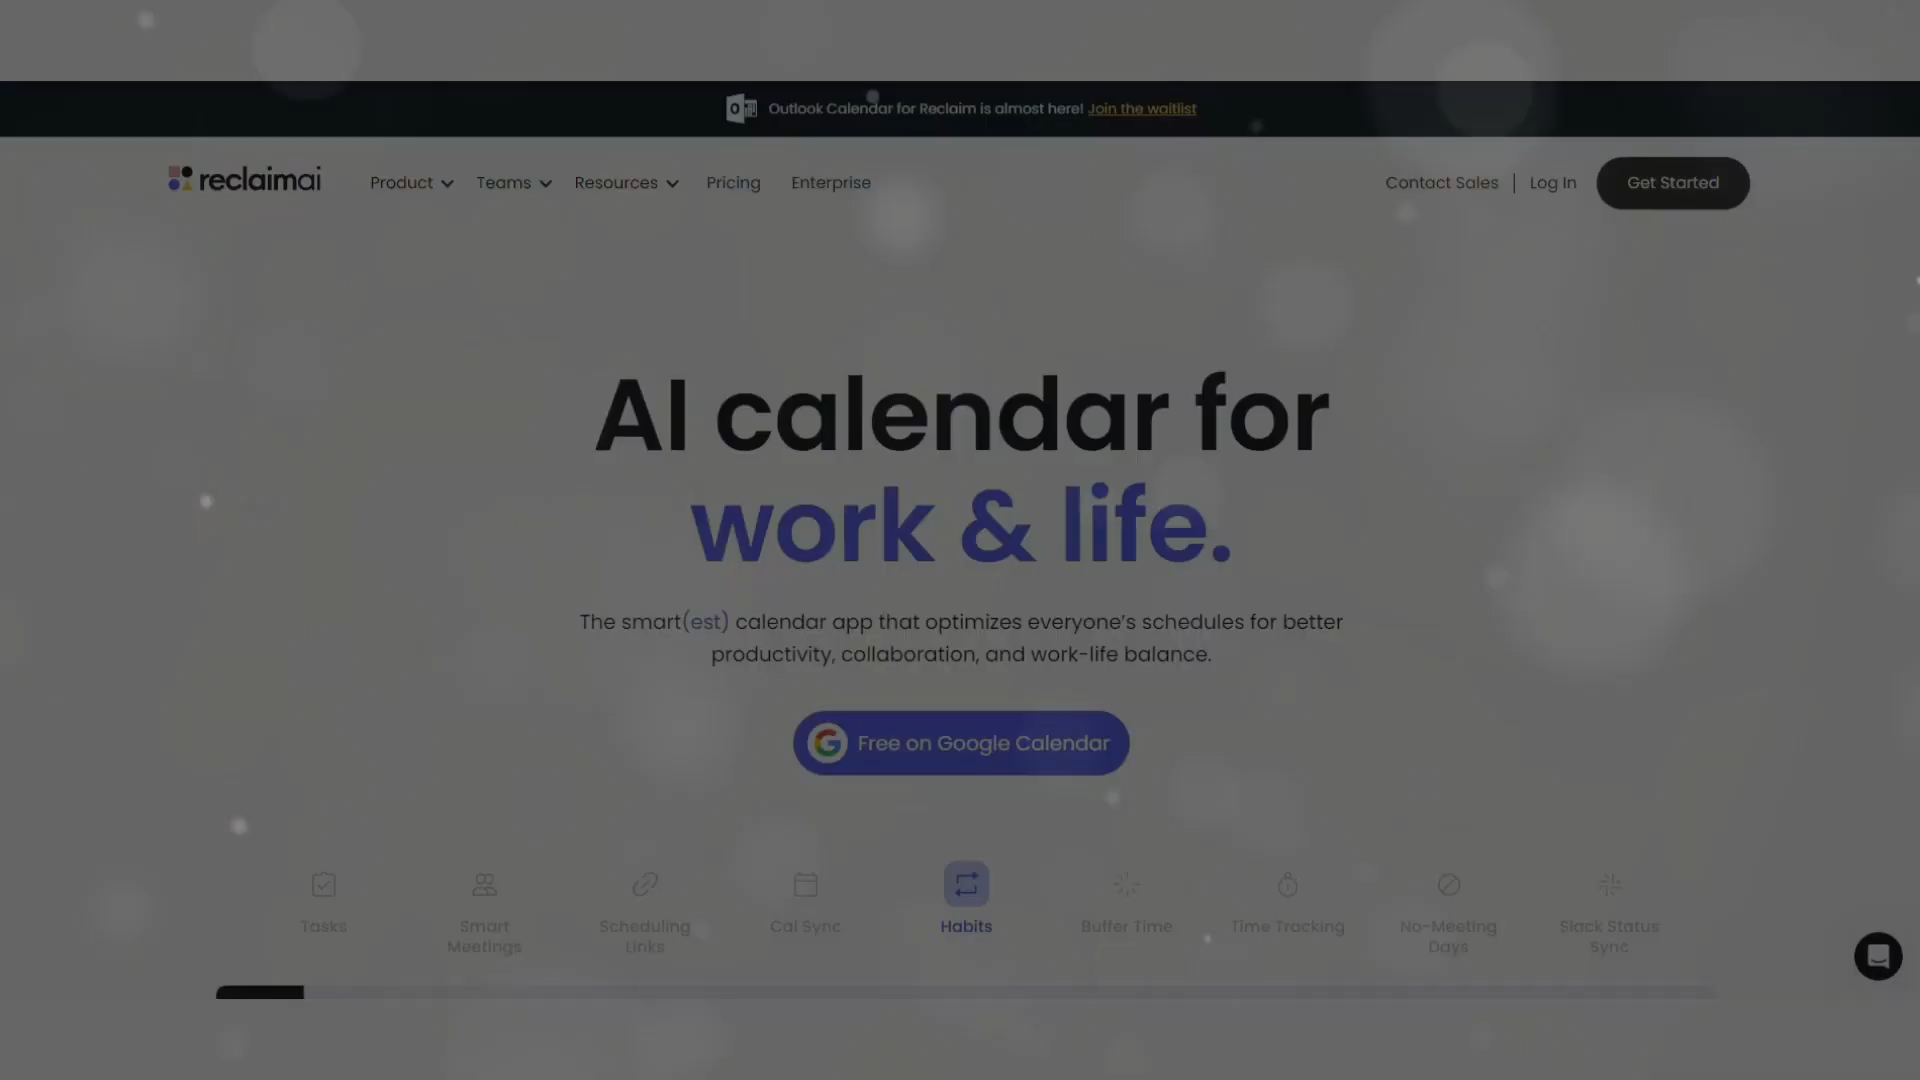 Outlook Calendar for Reclaim is almost here! Join the waitlist
reclaimai Product Teams Resources Pricing Enterprise Contact Sales | Log In Get Started
AI calendar for
work & life.
The smart(est) calendar app that optimizes everyone’s schedules for better
productivity, collaboration, and work-life balance.
Free on Google Calendar
Tasks
Smart
Meetings
Scheduling
Links
Cal Sync
Habits
Buffer Time
Time Tracking
No-Meeting
Days
Slack Status
Sync